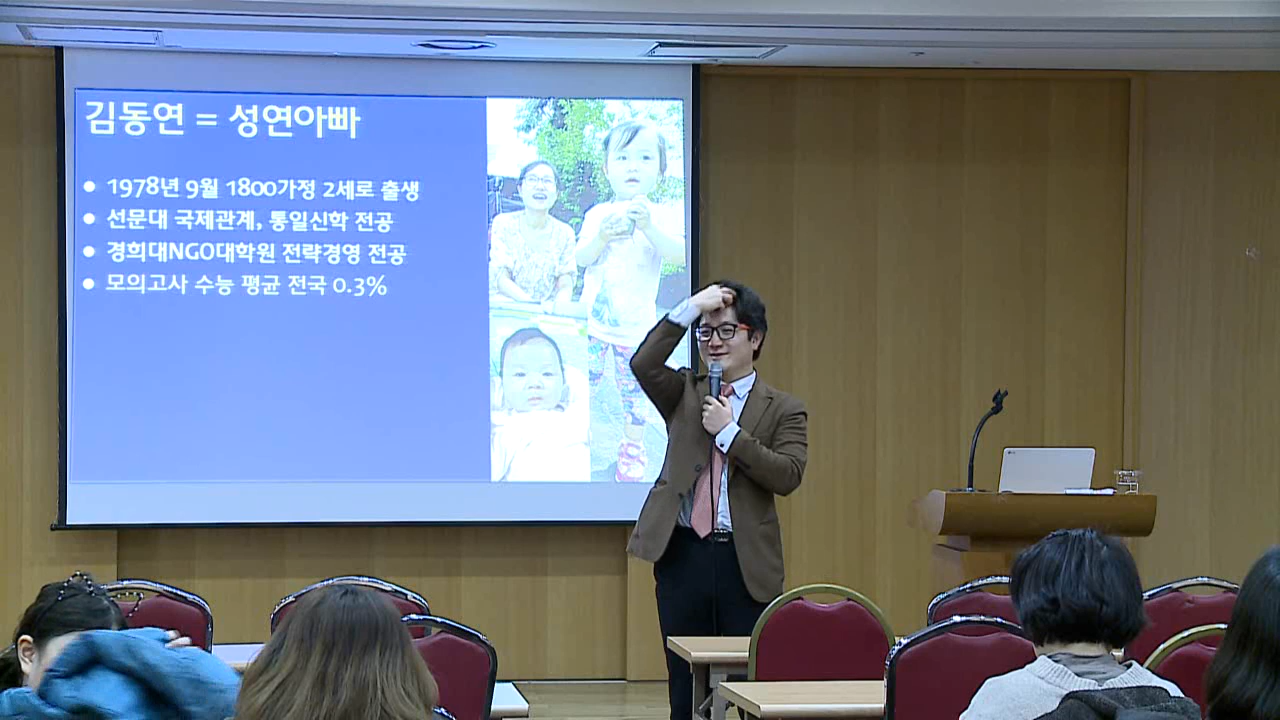 김동연 = 성연아빠
● 1978년 9월 1800가정 2세로 출생
● 선문대 국제관계, 통일신학 전공
● 경희대NGO대학원 전략경영 전공
● 모의고사 수능 평균 전국 0.3%